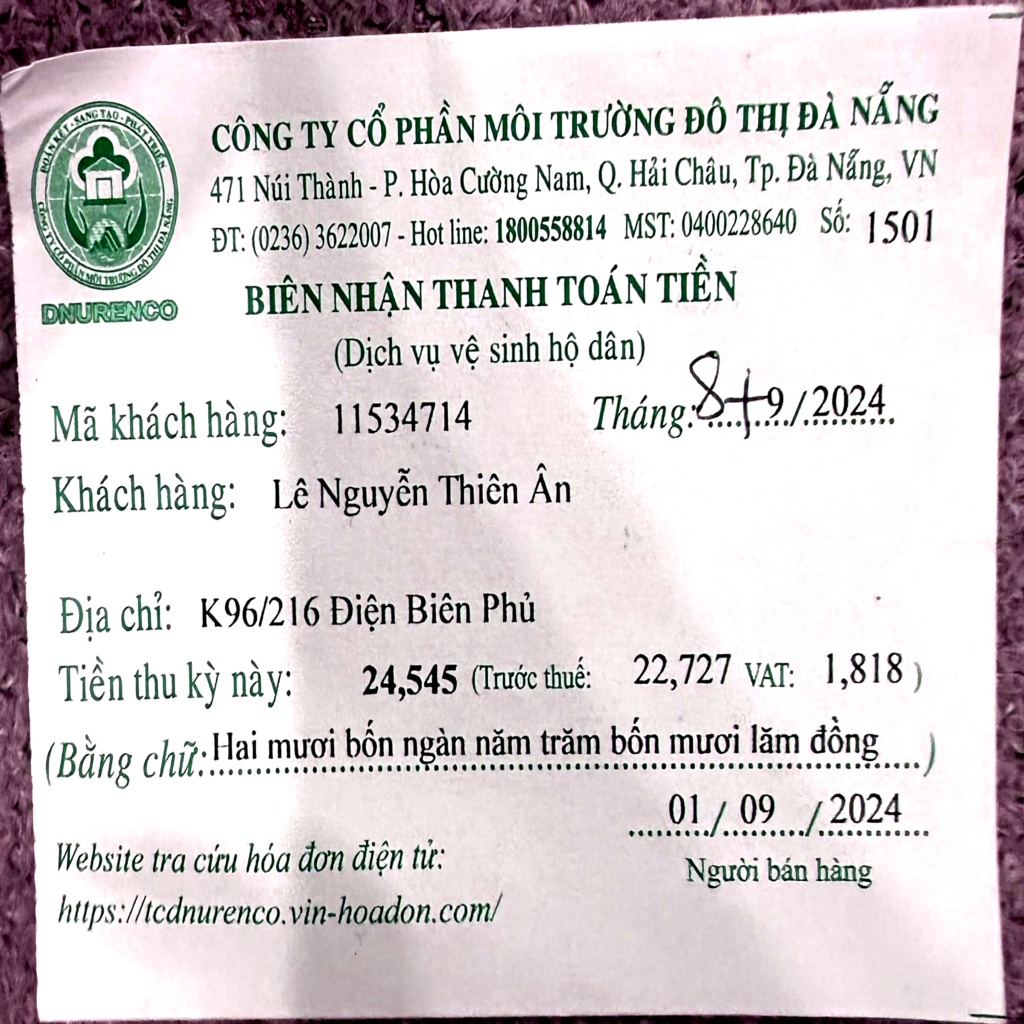 ĐOÀN KẾT - SÁNG TẠO - PHÁT TRIỂN
CÔNG TY CỔ PHẦN MÔI TRƯỜNG ĐÔ THỊ ĐÀ NẴNG
DNURENCO
CÔNG TY CỔ PHẦN MÔI TRƯỜNG ĐÔ THỊ ĐÀ NẴNG
471 Núi Thành - P. Hòa Cường Nam, Q. Hải Châu, Tp. Đà Nẵng, VN
ĐT: (0236) 3622007 - Hot line: 1800558814 MST: 0400228640 Số: 1501
BIÊN NHẬN THANH TOÁN TIỀN
(Dịch vụ vệ sinh hộ dân)
Mã khách hàng: 11534714 Tháng: 8+9/2024
Khách hàng: Lê Nguyễn Thiên Ân
Địa chỉ: K96/216 Điện Biên Phủ
Tiền thu kỳ này: 24,545 (Trước thuế: 22,727 VAT: 1,818 )
(Bằng chữ: Hai mươi bốn ngàn năm trăm bốn mươi lăm đồng )
01 / 09 / 2024
Người bán hàng
Website tra cứu hóa đơn điện tử:
https://tcdnurenco.vin-hoadon.com/